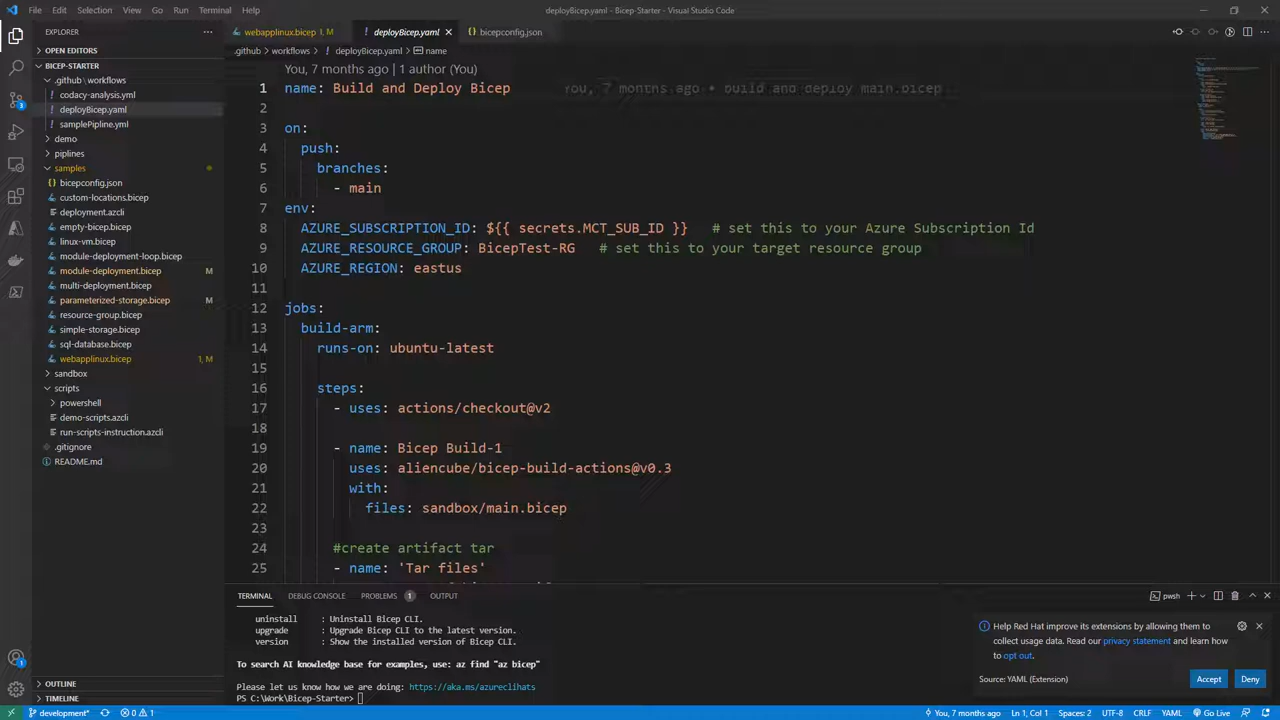 File Edit Selection View Go Run Terminal Help
deployBicep.yaml - Bicep-Starter - Visual Studio Code
EXPLORER
webapplinux.bicep 1, M
deployBicep.yaml
bicepconfig.json
OPEN EDITORS
BICEP-STARTER
.github\workflows
codacy-analysis.yml
deployBicep.yaml
samplePipline.yml
demo
piplines
samples
bicepconfig.json
custom-locations.bicep
deployment.azcli
empty-bicep.bicep
linux-vm.bicep
module-deployment-loop.bicep
module-deployment.bicep M
multi-deployment.bicep
parameterized-storage.bicep M
resource-group.bicep
simple-storage.bicep
sql-database.bicep
webapplinux.bicep 1, M
sandbox
scripts
powershell
demo-scripts.azcli
run-scripts-instruction.azcli
.gitignore
README.md
OUTLINE
TIMELINE
3
1
.github > workflows > deployBicep.yaml > name
You, 7 months ago | 1 author (You)
1 name: Build and Deploy Bicep You, 7 months ago • build and deploy main.bicep
2
3 on:
4 push:
5 branches:
6 - main
7 env:
8 AZURE_SUBSCRIPTION_ID: ${{ secrets.MCT_SUB_ID }} # set this to your Azure Subscription Id
9 AZURE_RESOURCE_GROUP: BicepTest-RG # set this to your target resource group
10 AZURE_REGION: eastus
11
12 jobs:
13 build-arm:
14 runs-on: ubuntu-latest
15
16 steps:
17 - uses: actions/checkout@v2
18
19 - name: Bicep Build-1
20 uses: aliencube/bicep-build-actions@v0.3
21 with:
22 files: sandbox/main.bicep
23
24 #create artifact tar
25 - name: 'Tar files'
TERMINAL DEBUG CONSOLE PROBLEMS 1 OUTPUT
pwsh
uninstall : Uninstall Bicep CLI.
upgrade : Upgrade Bicep CLI to the latest version.
version : Show the installed version of Bicep CLI.
To search AI knowledge base for examples, use: az find "az bicep"
Please let us know how we are doing: https://aka.ms/azureclihats
PS C:\Work\Bicep-Starter>
Help Red Hat improve its extensions by allowing them to
collect usage data. Read our privacy statement and learn
how to opt out.
Source: YAML (Extension)
Accept
Deny
development*
0 1
You, 7 months ago
Ln 1, Col 1
Spaces: 2
UTF-8
CRLF
YAML
Go Live